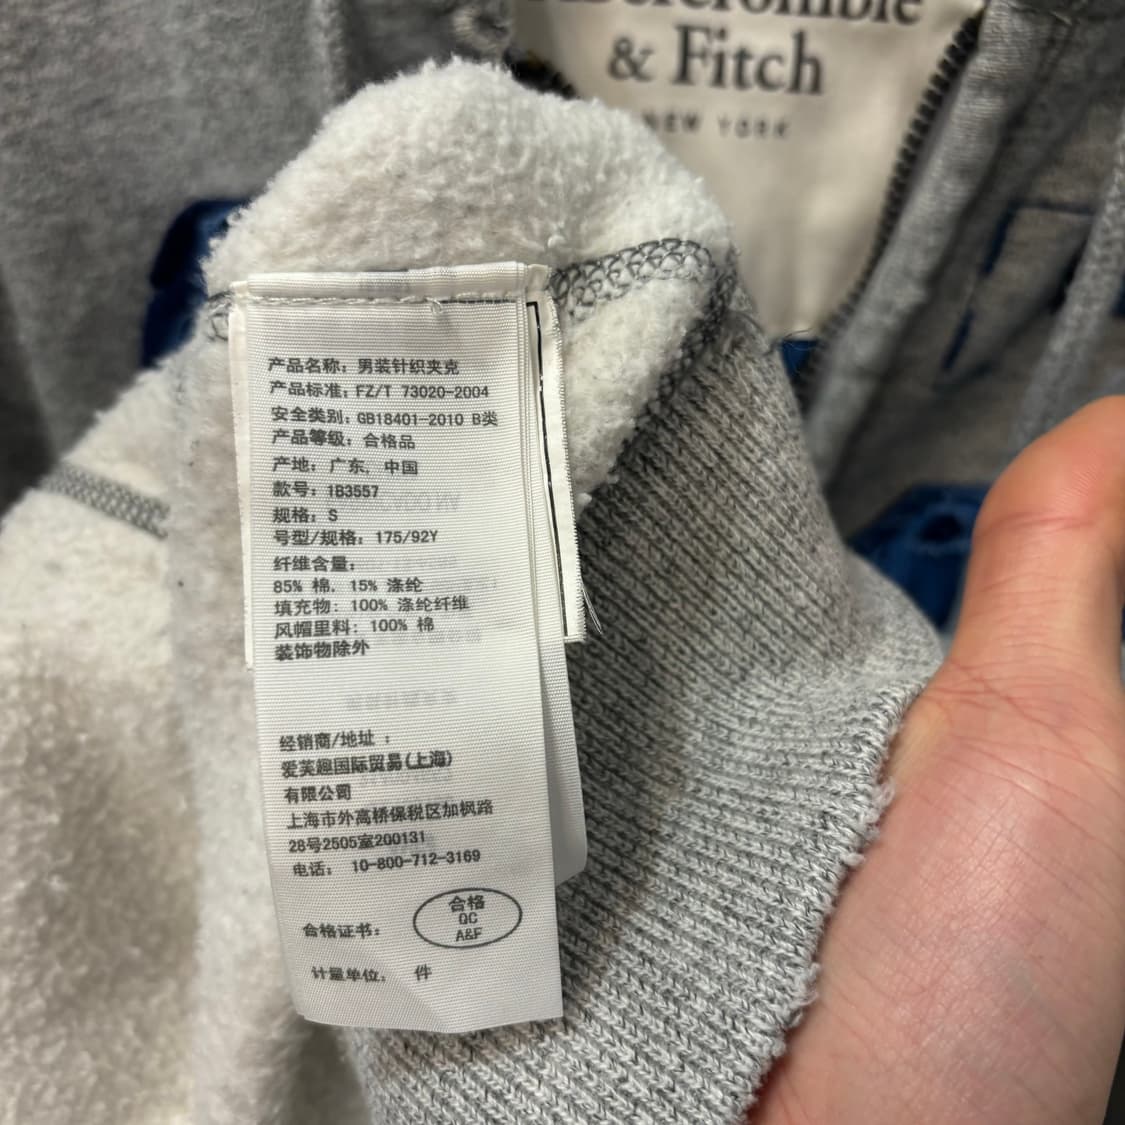 & Fitch
NEW YORK
产品名称：男装针织夹克
产品标准：FZ/T 73020-2004
安全类别：GB18401-2010 B类
产品等级：合格品
产地：广东，中国
款号：1B3557
规格：S
号型/规格：175/92Y
纤维含量：
85% 棉，15% 涤纶
填充物：100% 涤纶纤维
风帽里料：100% 棉
装饰物除外
经销商/地址：
爱芙趣国际贸易(上海)
有限公司
上海市外高桥保税区加枫路
28号2505室200131
电话： 10-800-712-3169
合格
QC
A&F
合格证书：
计量单位： 件